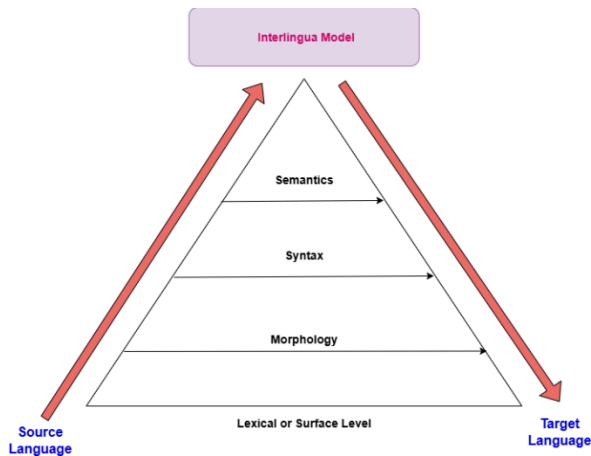 Interlingua Model
Semantics
Syntax
Morphology
Lexical or Surface Level
Source
Language
Target
Language